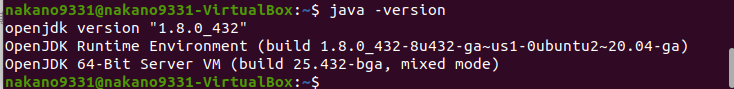 nakano9331@nakano9331-VirtualBox:~$ java -version
openjdk version "1.8.0_432"
OpenJDK Runtime Environment (build 1.8.0_432-8u432-ga~us1-0ubuntu2~20.04-ga)
OpenJDK 64-Bit Server VM (build 25.432-bga, mixed mode)
nakano9331@nakano9331-VirtualBox:~$